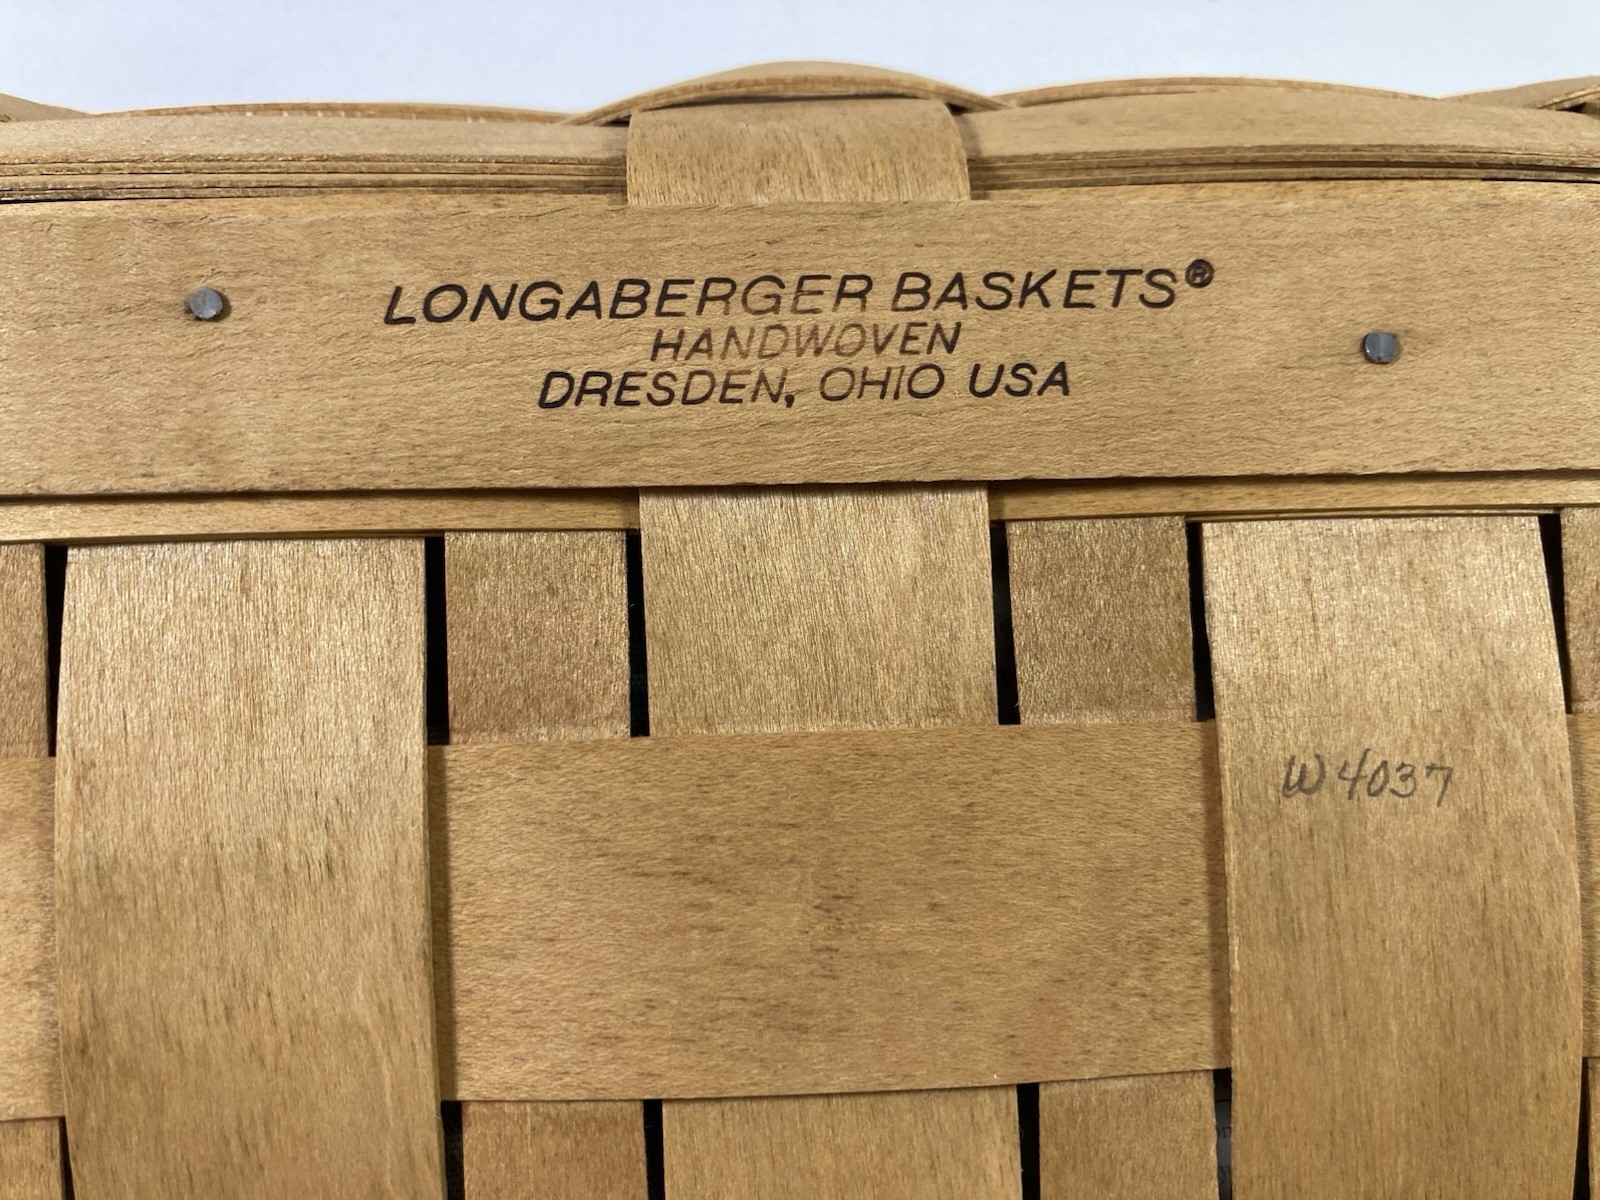 LONGABERGER BASKETS®
HANDWOVEN
DRESDEN, OHIO USA
W4037